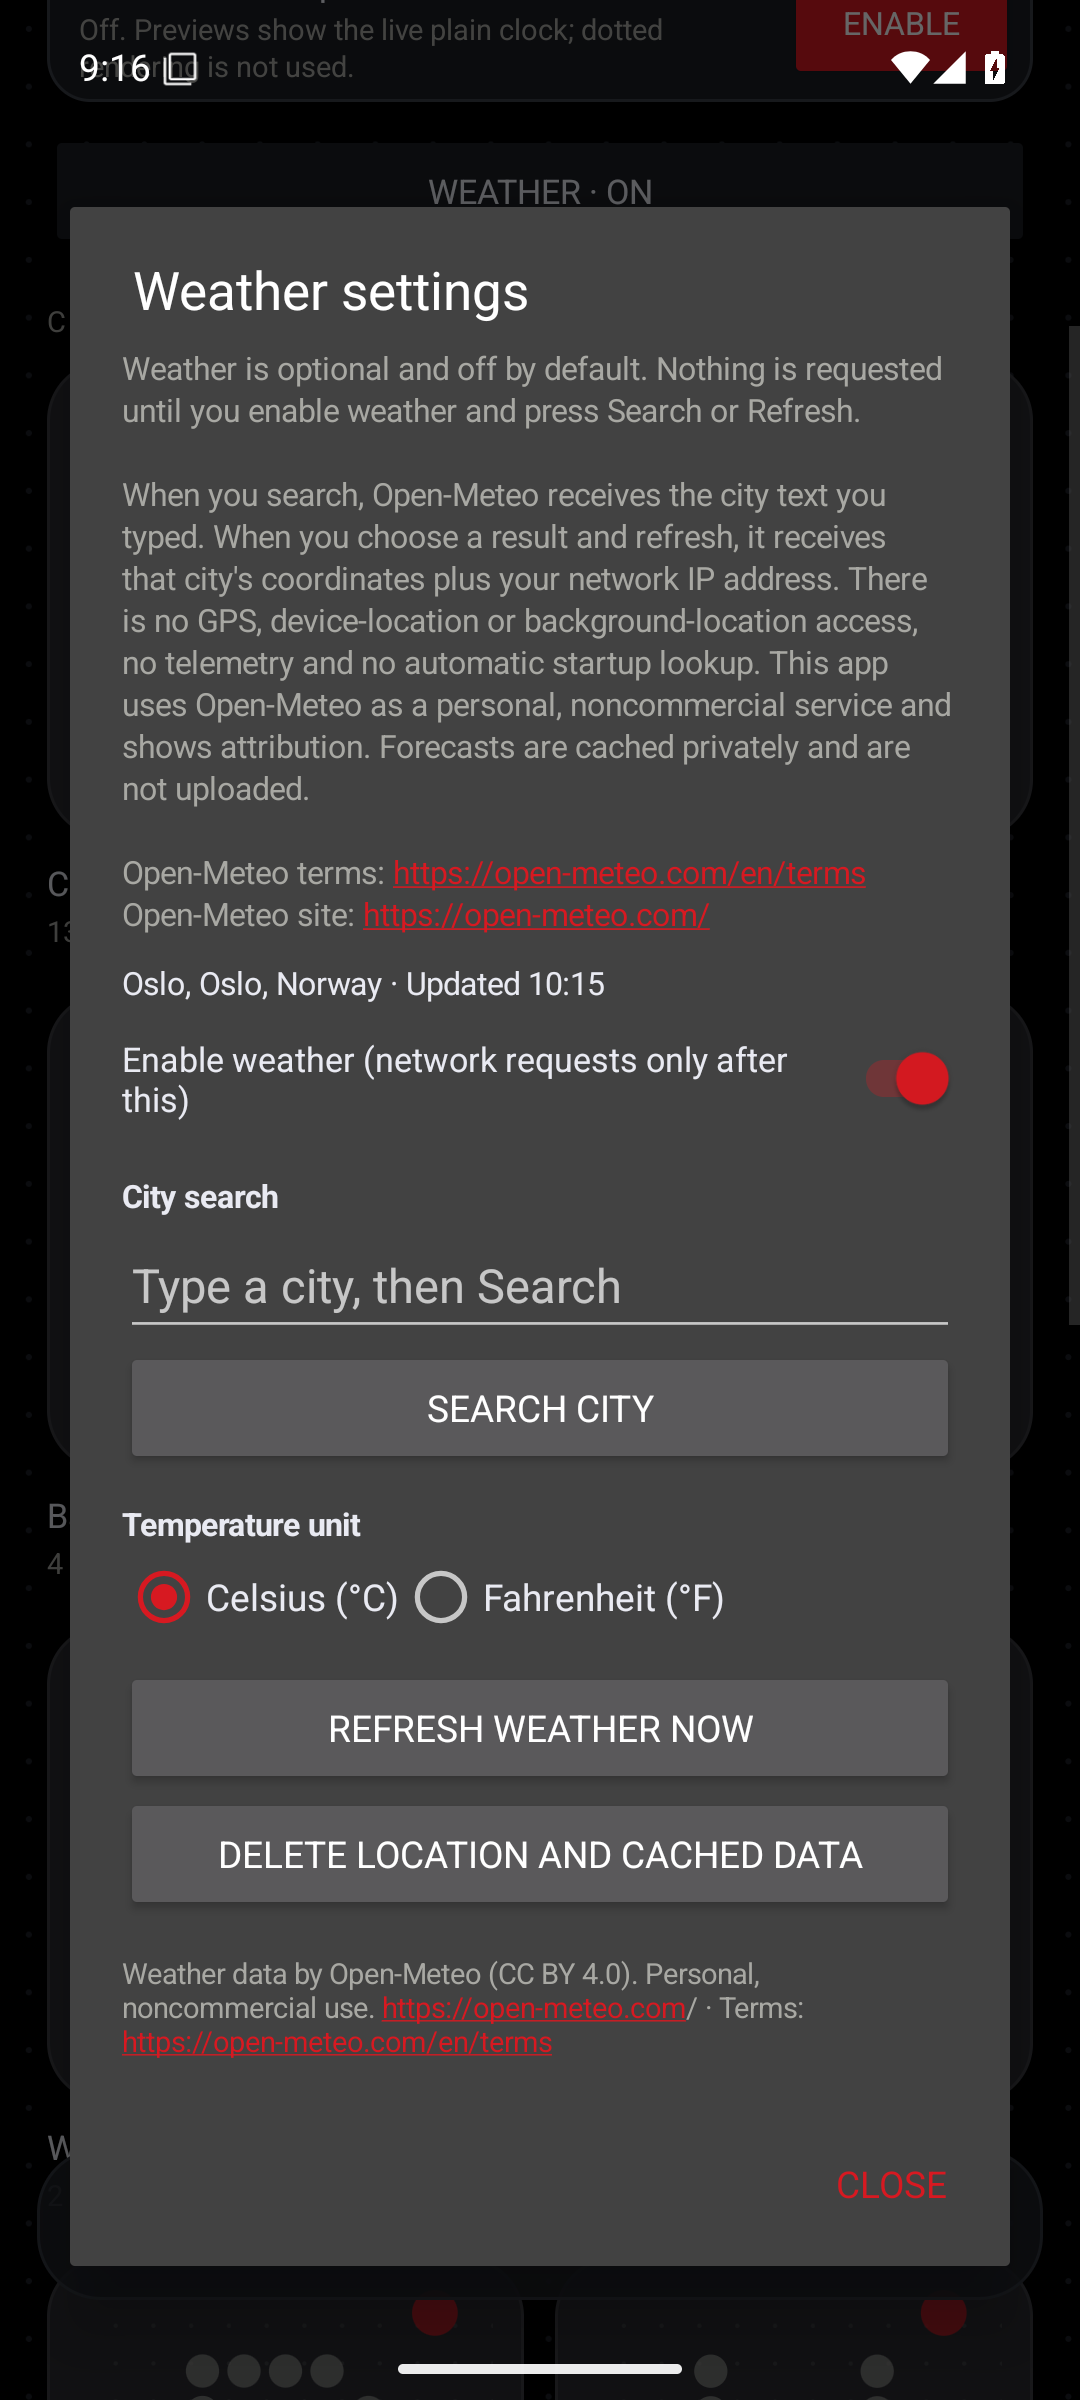 Off. Previews show the live plain clock; dotted
ENABLE
rendering is not used.
9:16
WEATHER · ON
Weather settings
Weather is optional and off by default. Nothing is requested
until you enable weather and press Search or Refresh.
When you search, Open-Meteo receives the city text you
typed. When you choose a result and refresh, it receives
that city's coordinates plus your network IP address. There
is no GPS, device-location or background-location access,
no telemetry and no automatic startup lookup. This app
uses Open-Meteo as a personal, noncommercial service and
shows attribution. Forecasts are cached privately and are
not uploaded.
Open-Meteo terms: https://open-meteo.com/en/terms
Open-Meteo site: https://open-meteo.com/
Oslo, Oslo, Norway · Updated 10:15
Enable weather (network requests only after
this)
City search
Type a city, then Search
SEARCH CITY
Temperature unit
Celsius (°C)
Fahrenheit (°F)
REFRESH WEATHER NOW
DELETE LOCATION AND CACHED DATA
Weather data by Open-Meteo (CC BY 4.0). Personal,
noncommercial use. https://open-meteo.com/ · Terms:
https://open-meteo.com/en/terms
CLOSE